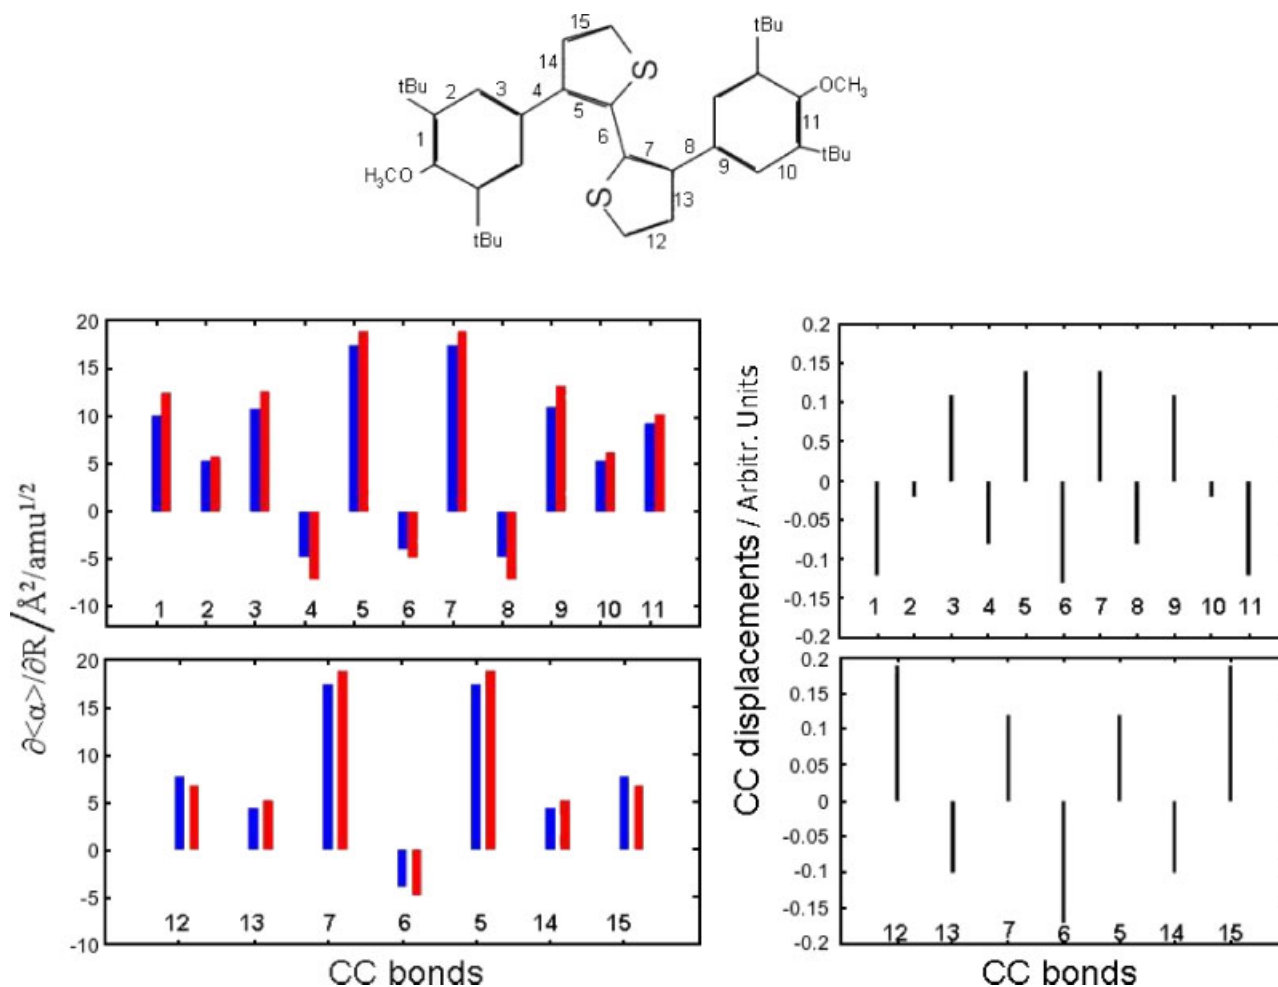 15
tBu
14
S
tBu
2
3
4
5
OCH3
11
1
6
7
8
9
tBu
10
H3CO
S
13
12
tBu
20
15
10
5
0
-5
-10
1 2 3 4 5 6 7 8 9 10 11
0.2
0.15
0.1
0.5
0
-0.05
-0.1
-0.15
-0.2
1 2 3 4 5 6 7 8 9 10 11
∂<α>/∂R/Å²/amu^1/2
CC displacements / Arbitr. Units
20
15
10
5
0
-5
-10
12 13 7 6 5 14 15
CC bonds
0.2
0.15
0.1
0.05
0
-0.05
-0.1
-0.15
-0.2
12 13 7 6 5 14 15
CC bonds